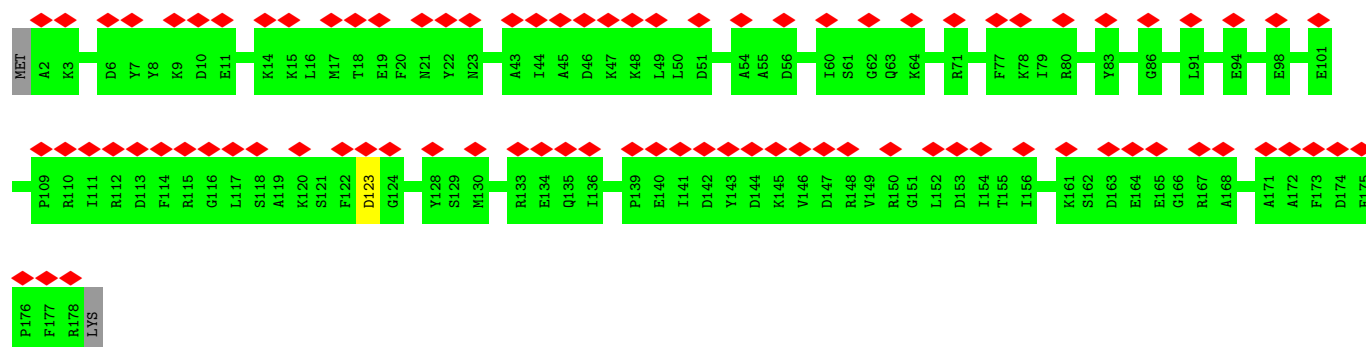 MET A2 K3 D6 Y7 Y8 K9 D10 E11 K14 K15 L16 M17 T18 E19 F20 N21 Y22 N23 A43 I44 A45 D46 K47 K48 L49 L50 D51 A54 A55 D56 I60 S61 G62 Q63 K64 R71 F77 K78 I79 R80 Y83 G86 L91 E94 E98 E101
P109 R110 I111 R112 D113 F114 R115 G116 L117 S118 A119 K120 S121 F122 D123 G124 Y128 S129 M130 R133 E134 Q135 I136 P139 E140 I141 D142 Y143 D144 K145 V146 D147 R148 V149 R150 G151 L152 D153 I154 T155 I156 K161 S162 D163 E164 E165 G166 R167 A168 A171 A172 F173 D174
P176 F177 R178 LYS